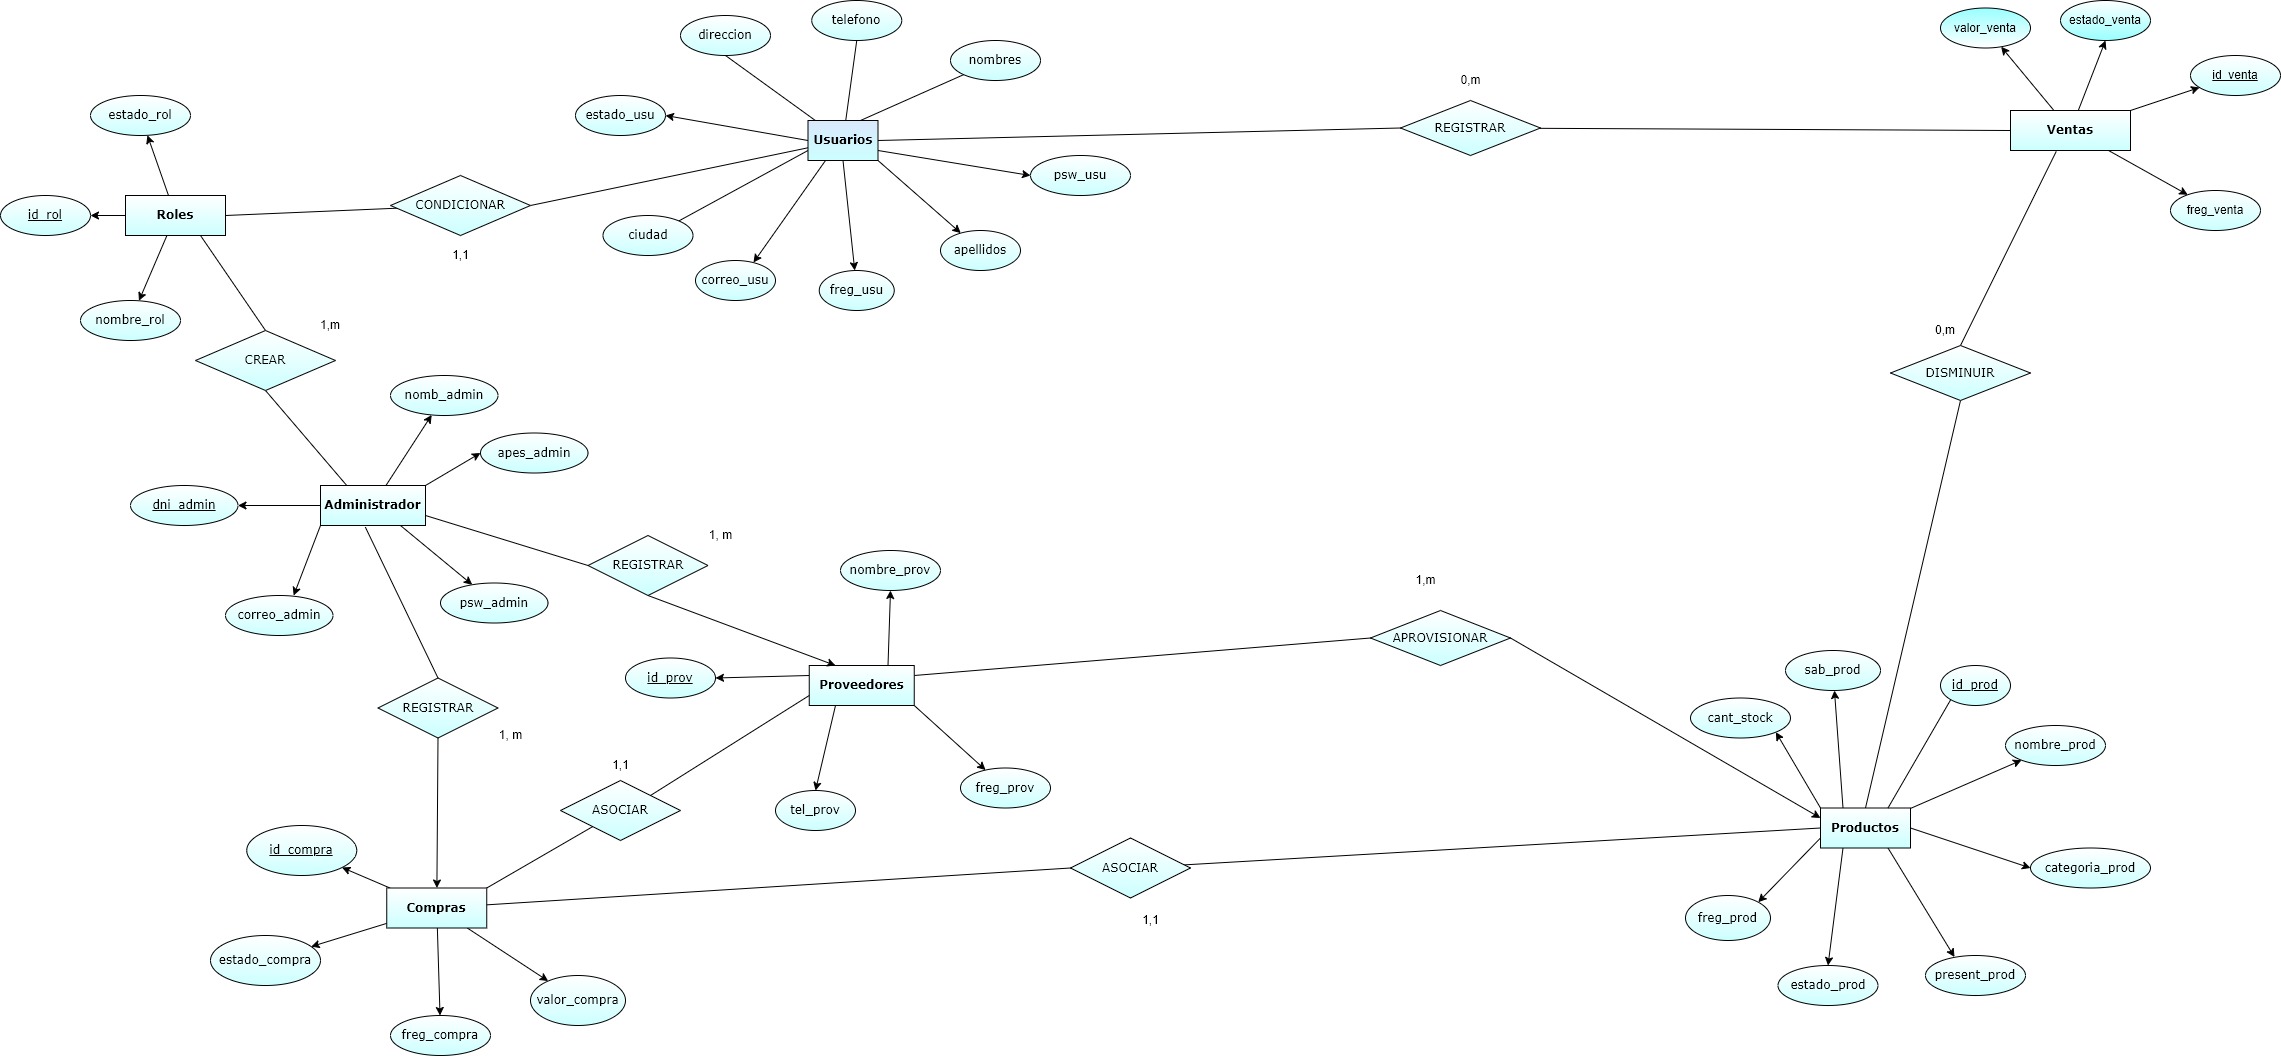 telefono
estado_venta
valor_venta
direccion
nombres
id_venta
0,m
estado_rol
estado_usu
REGISTRAR
Ventas
Usuarios
psw_usu
CONDICIONAR
id_rol
Roles
freg_venta
ciudad
apellidos
1,1
correo_usu
freg_usu
nombre_rol
1,m
0,m
CREAR
DISMINUIR
nomb_admin
apes_admin
dni_admin
Administrador
1, m
REGISTRAR
nombre_prov
1,m
psw_admin
correo_admin
APROVISIONAR
sab_prod
id_prov
Proveedores
id_prod
REGISTRAR
cant_stock
1, m
nombre_prod
1,1
freg_prov
ASOCIAR
tel_prov
Productos
id_compra
ASOCIAR
categoria_prod
Compras
1,1
freg_prod
estado_compra
present_prod
estado_prod
valor_compra
freg_compra